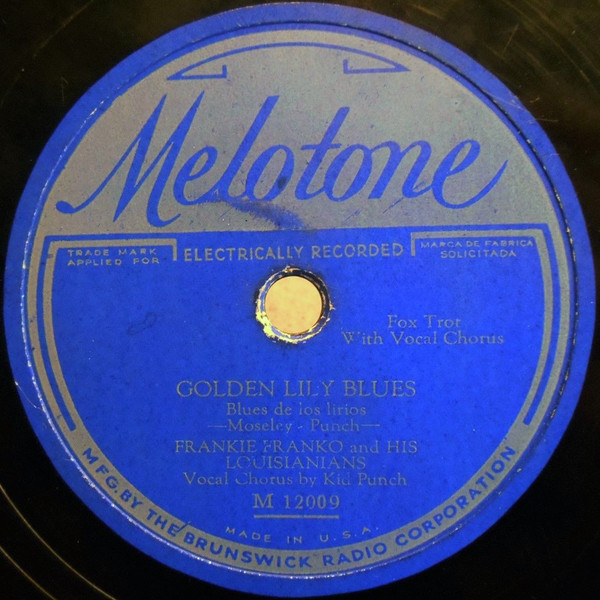 Melotone
TRADE MARK
APPLIED FOR
ELECTRICALLY RECORDED
MARCA DE FABRICA
SOLICITADA
Fox Trot
With Vocal Chorus
GOLDEN LILY BLUES
Blues de los lirios
—Moseley - Punch—
FRANKIE FRANKO and HIS
LOUISIANIANS
Vocal Chorus by Kid Punch
M 12009
MADE IN U.S.A.
MFG. BY THE BRUNSWICK RADIO CORPORATION